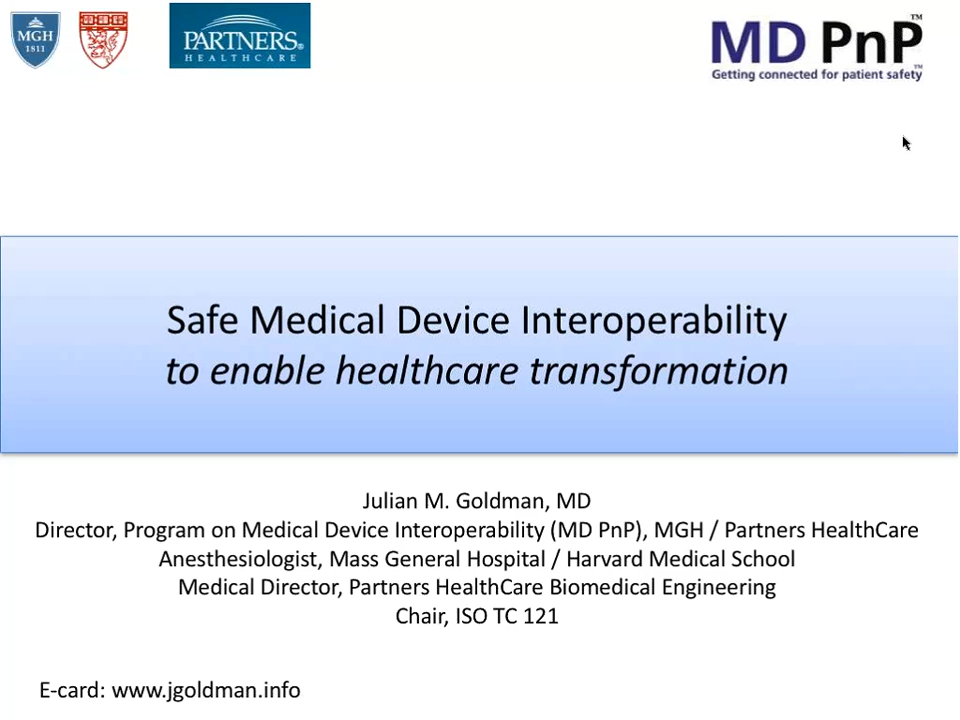 MGH
1811
PARTNERS®
HEALTHCARE
MD PnP™
Getting connected for patient safety™
Safe Medical Device Interoperability
to enable healthcare transformation
Julian M. Goldman, MD
Director, Program on Medical Device Interoperability (MD PnP), MGH / Partners HealthCare
Anesthesiologist, Mass General Hospital / Harvard Medical School
Medical Director, Partners HealthCare Biomedical Engineering
Chair, ISO TC 121
E-card: www.jgoldman.info